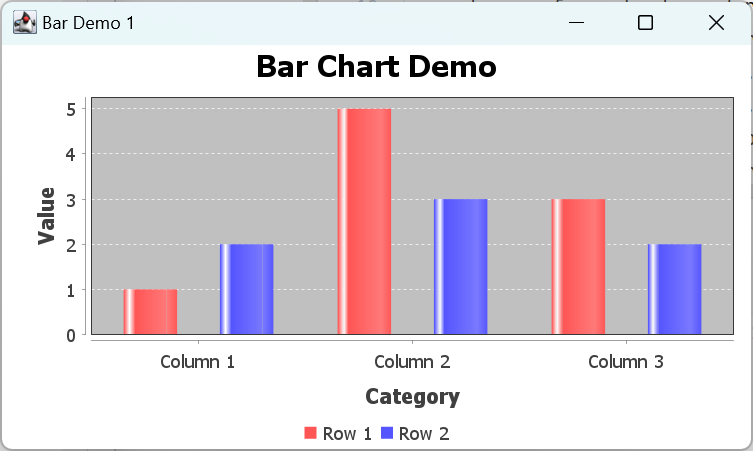 Bar Demo 1
Bar Chart Demo
5
4
3
2
1
0
Value
Column 1 Column 2 Column 3
Category
Row 1 Row 2